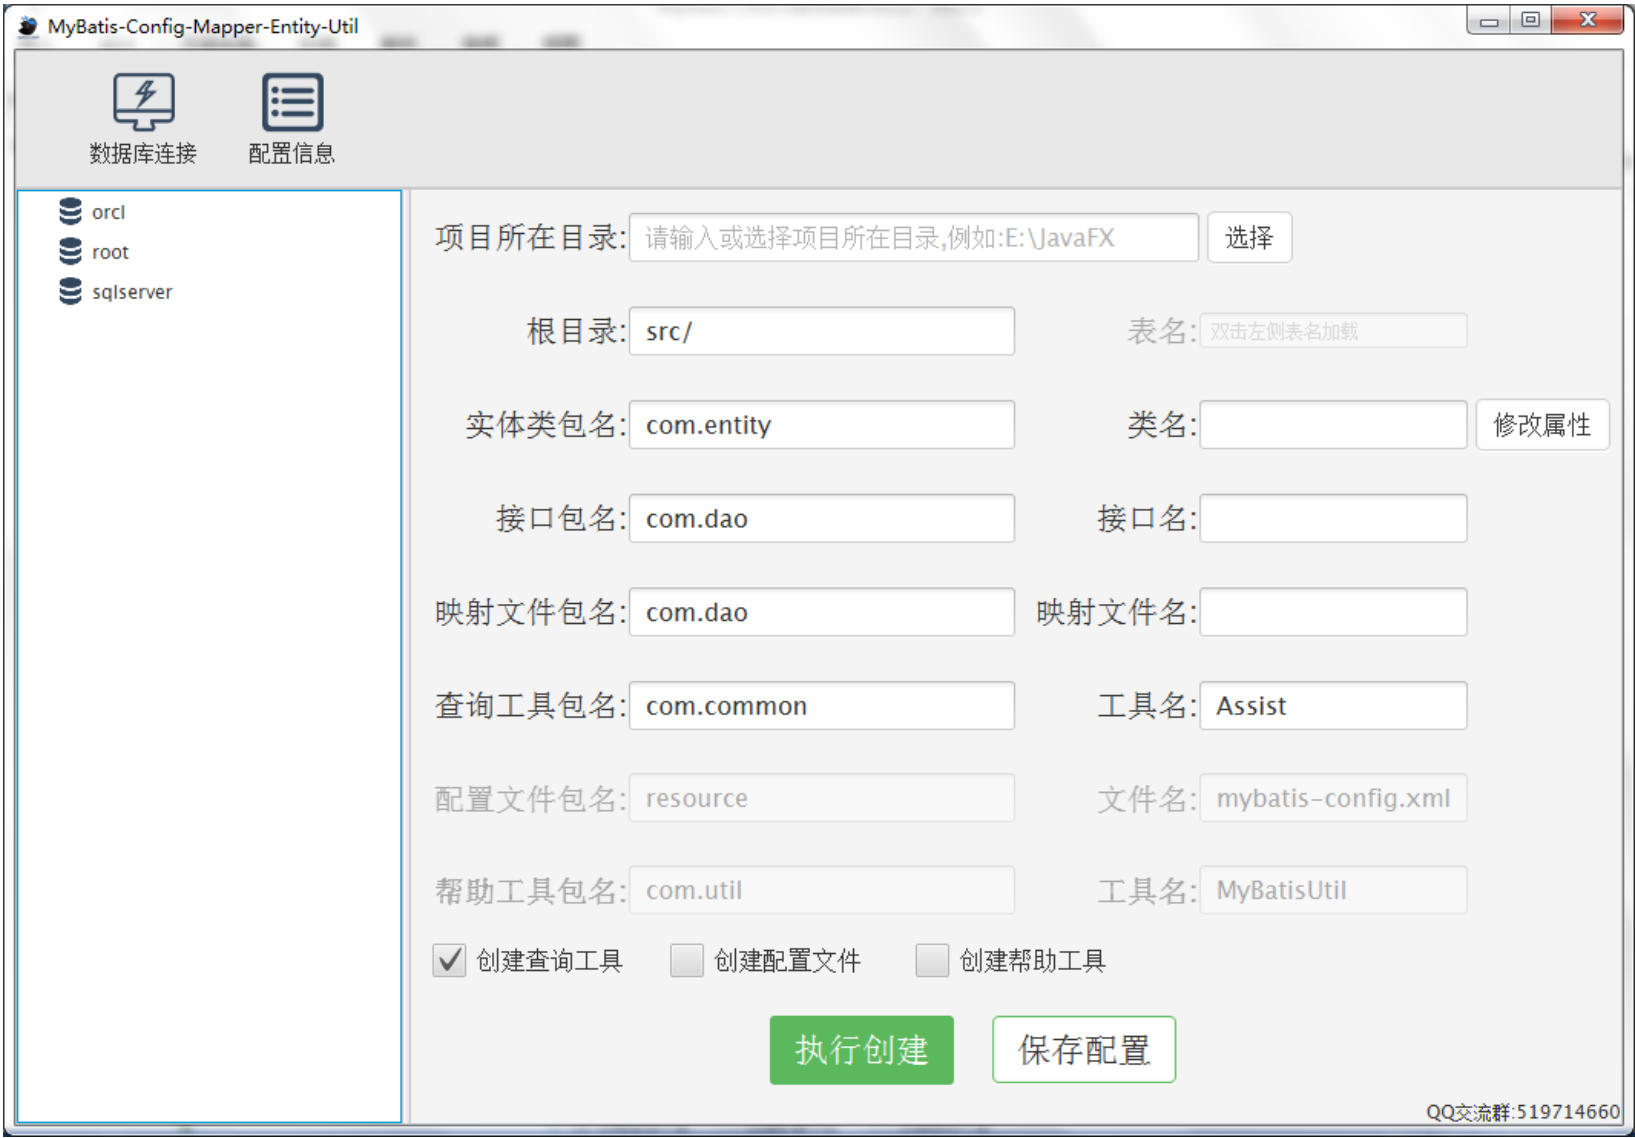 MyBatis-Config-Mapper-Entity-Util
数据库连接 配置信息
orcl
root
sqlserver
项目所在目录: 请输入或选择项目所在目录,例如:E:\JavaFX 选择
根目录: src/ 表名: 双击左侧表名加载
实体类包名: com.entity 类名: 修改属性
接口包名: com.dao 接口名:
映射文件包名: com.dao 映射文件名:
查询工具包名: com.common 工具名: Assist
配置文件包名: resource 文件名: mybatis-config.xml
帮助工具包名: com.util 工具名: MyBatisUtil
创建查询工具 创建配置文件 创建帮助工具
执行创建 保存配置
QQ交流群:519714660